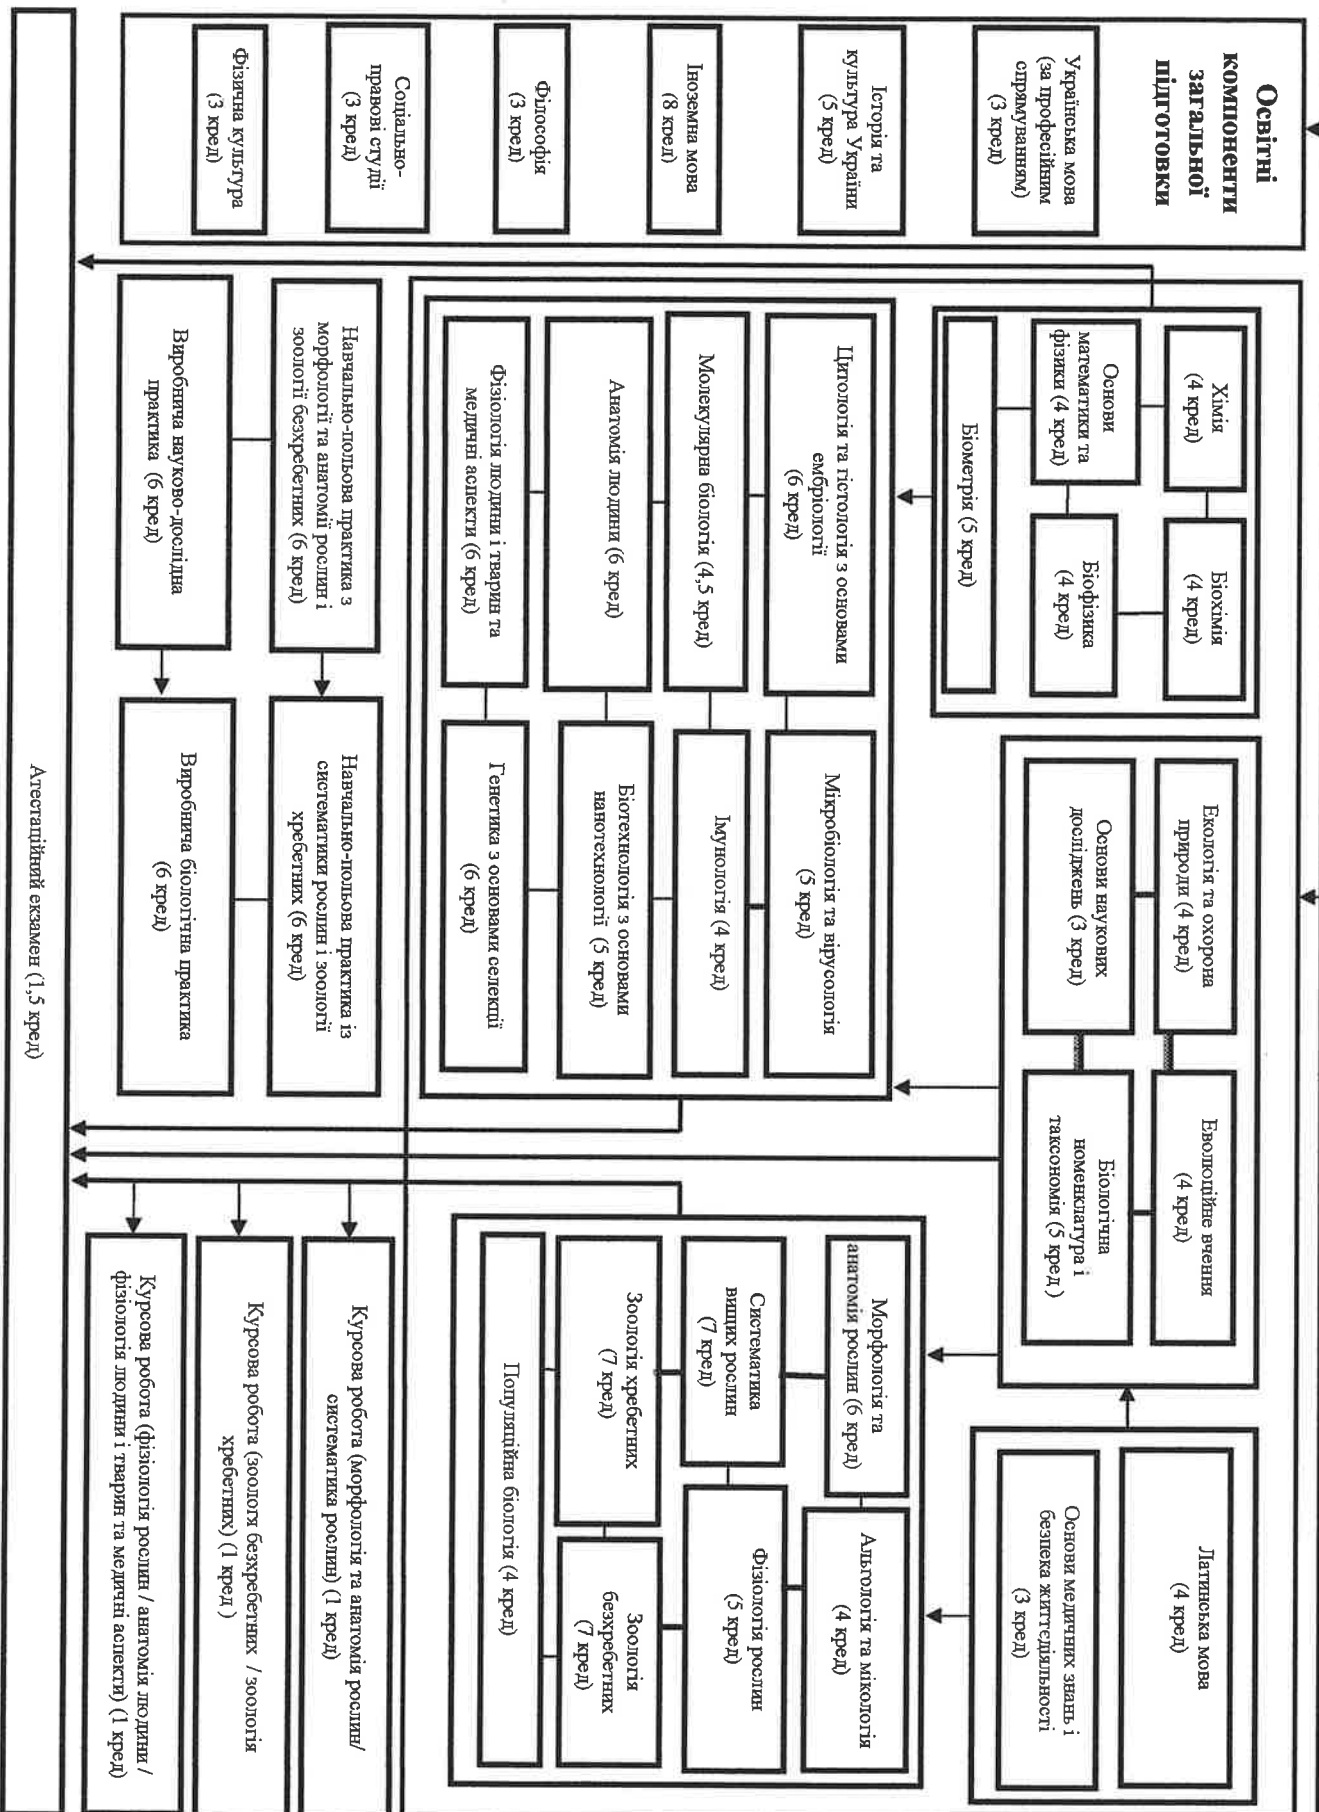 Освітні
компоненти
загальної
підготовки
Українська мова
(за професійним
спрямуванням)
(3 кред)
Історія та
культура України
(5 кред)
Іноземна мова
(8 кред)
Філософія
(3 кред)
Соціально-
правові студії
(3 кред)
Фізична культура
(3 кред)
Хімія
(4 кред)
Біохімія
(4 кред)
Основи
математики та
фізики (4 кред)
Біофізика
(4 кред)
Біометрія (5 кред)
Екологія та охорона
природи (4 кред)
Еволюційне вчення
(4 кред)
Основи наукових
досліджень (3 кред)
Біологічна
номенклатура і
таксономія (5 кред )
Латинська мова
(4 кред)
Основи медичних знань і
безпека життєдіяльності
(3 кред)
Цитологія та гістологія з основами
ембріології
(6 кред)
Мікробіологія та вірусологія
(5 кред)
Молекулярна біологія (4,5 кред)
Імунологія (4 кред)
Анатомія людини (6 кред)
Біотехнологія з основами
нанотехнології (5 кред)
Фізіологія людини і тварин та
медичні аспекти (6 кред)
Генетика з основами селекції
(6 кред)
Морфологія та
анатомія рослин (6 кред)
Альгологія та мікологія
(4 кред)
Систематика
вищих рослин
(7 кред)
Фізіологія рослин
(5 кред)
Зоологія хребетних
(7 кред)
Зоологія
безхребетних
(7 кред)
Популяційна біологія (4 кред)
Навчально-польова практика з
морфології та анатомії рослин і
зоології безхребетних (6 кред)
Навчально-польова практика із
систематики рослин і зоології
хребетних (6 кред)
Виробнича науково-дослідна
практика (6 кред)
Виробнича біологічна практика
(6 кред)
Курсова робота (морфологія та анатомія рослин/
систематика рослин) (1 кред)
Курсова робота (зоологя безхребетних / зоологія
хребетних) (1 кред )
Курсова робота (фізіологія рослин / анатомія людини /
фізіологія людини і тварин та медичні аспекти) (1 кред)
Атестаційний екзамен (1,5 кред)